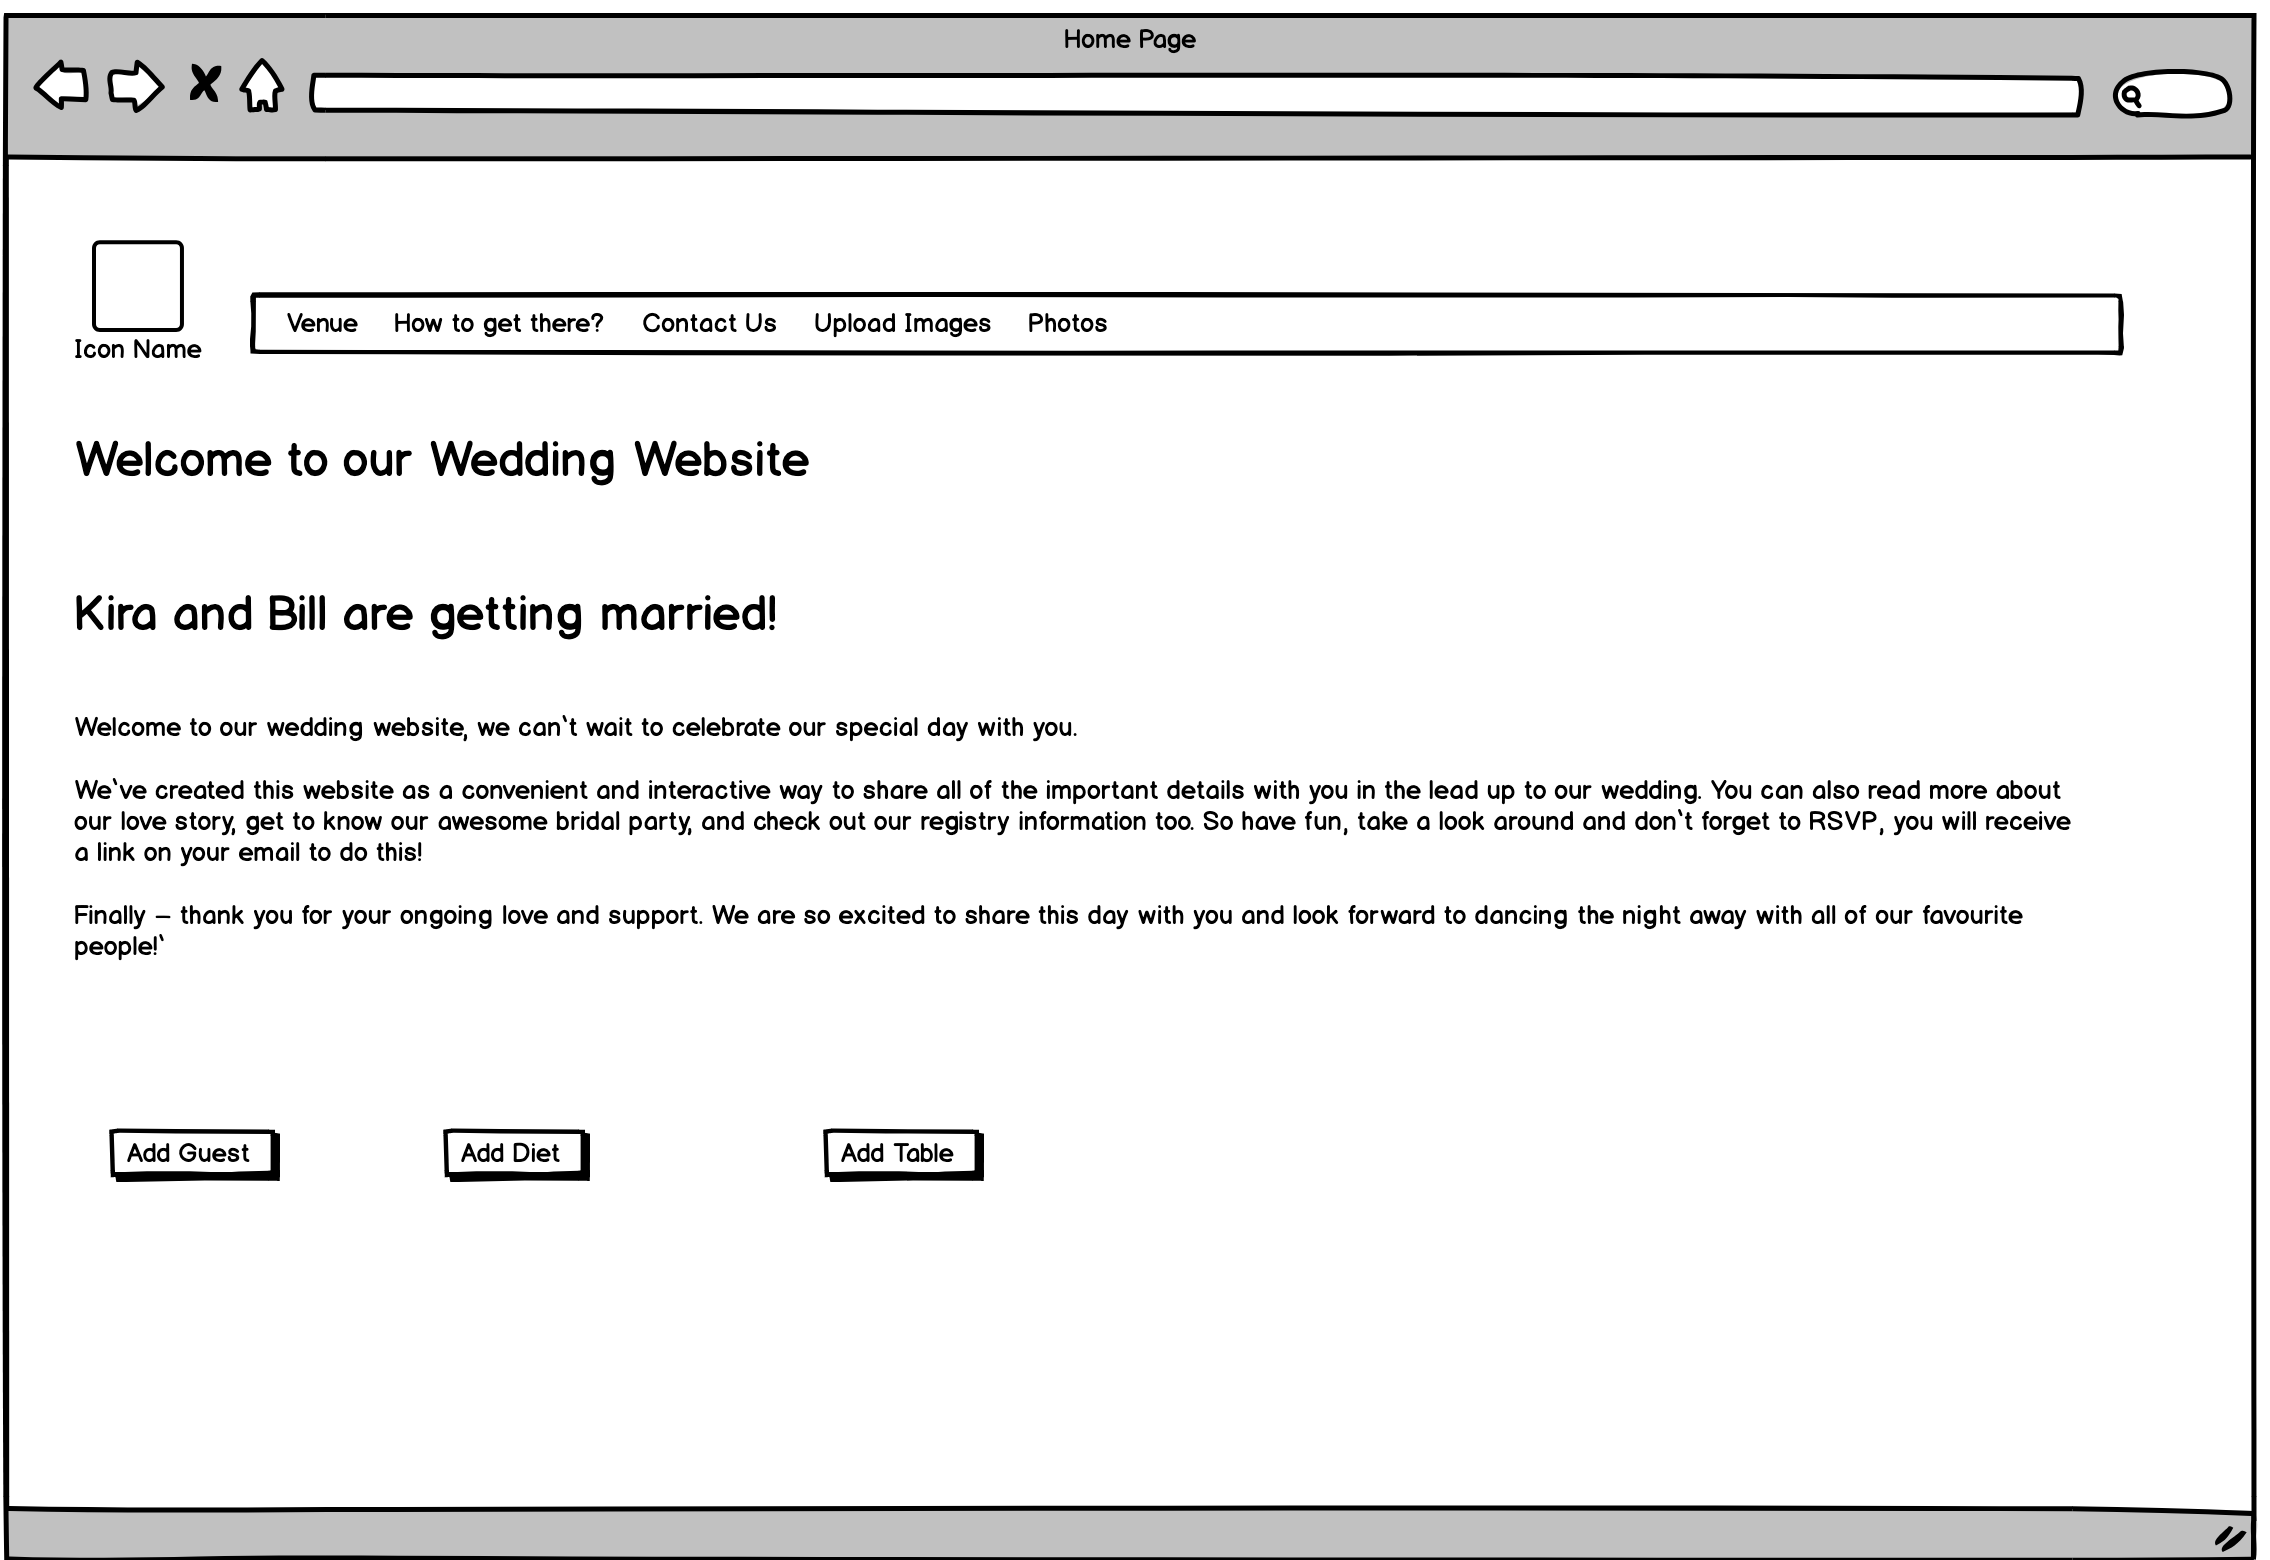 Home Page
Icon Name
Venue How to get there? Contact Us Upload Images Photos
Welcome to our Wedding Website
Kira and Bill are getting married!
Welcome to our wedding website, we can`t wait to celebrate our special day with you.
We`ve created this website as a convenient and interactive way to share all of the important details with you in the lead up to our wedding. You can also read more about
our love story, get to know our awesome bridal party, and check out our registry information too. So have fun, take a look around and don`t forget to RSVP, you will receive
a link on your email to do this!
Finally – thank you for your ongoing love and support. We are so excited to share this day with you and look forward to dancing the night away with all of our favourite
people!`
Add Guest Add Diet Add Table